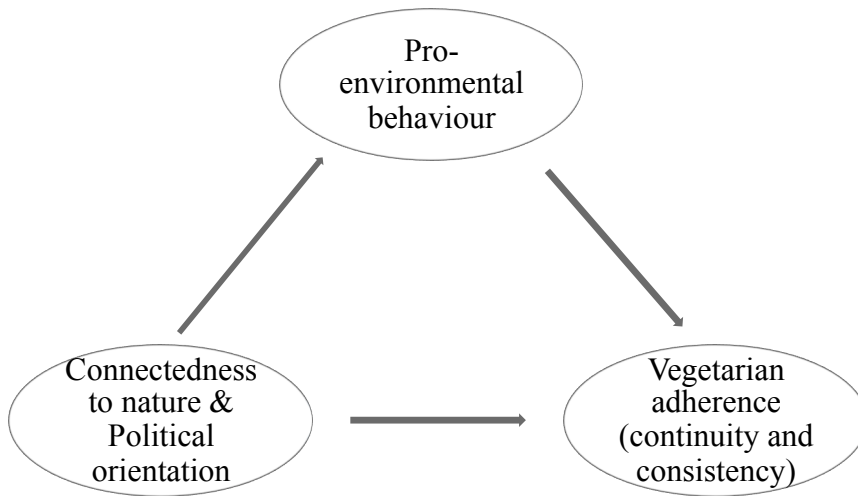 Pro-
environmental
behaviour
Connectedness
to nature &
Political
orientation
Vegetarian
adherence
(continuity and
consistency)